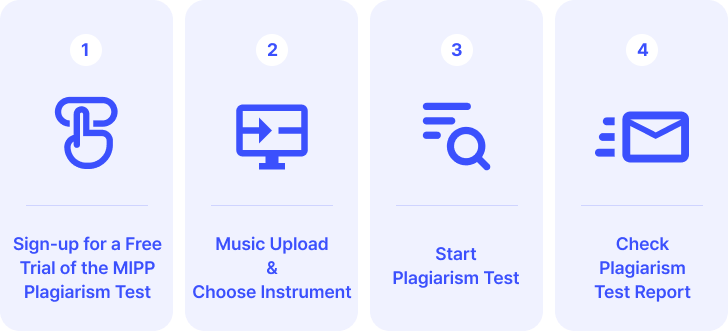 1
Sign-up for a Free
Trial of the MIPP
Plagiarism Test
2
Music Upload
&
Choose Instrument
3
Start
Plagiarism Test
4
Check
Plagiarism
Test Report